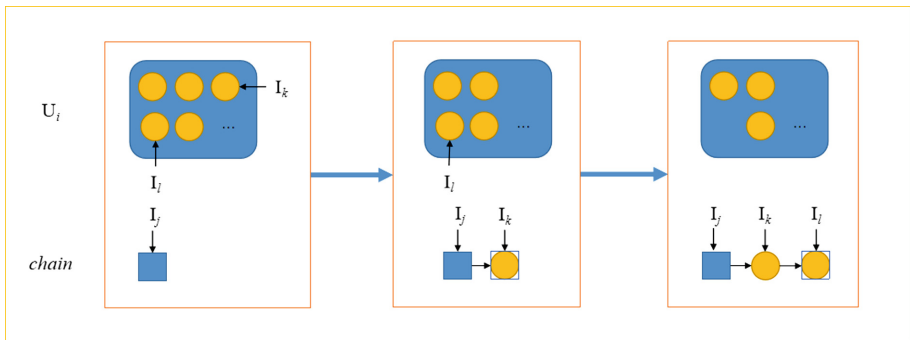 U_i
I_k
...
I_l
I_j
...
I_l
I_j I_k
...
I_j I_k I_l
chain